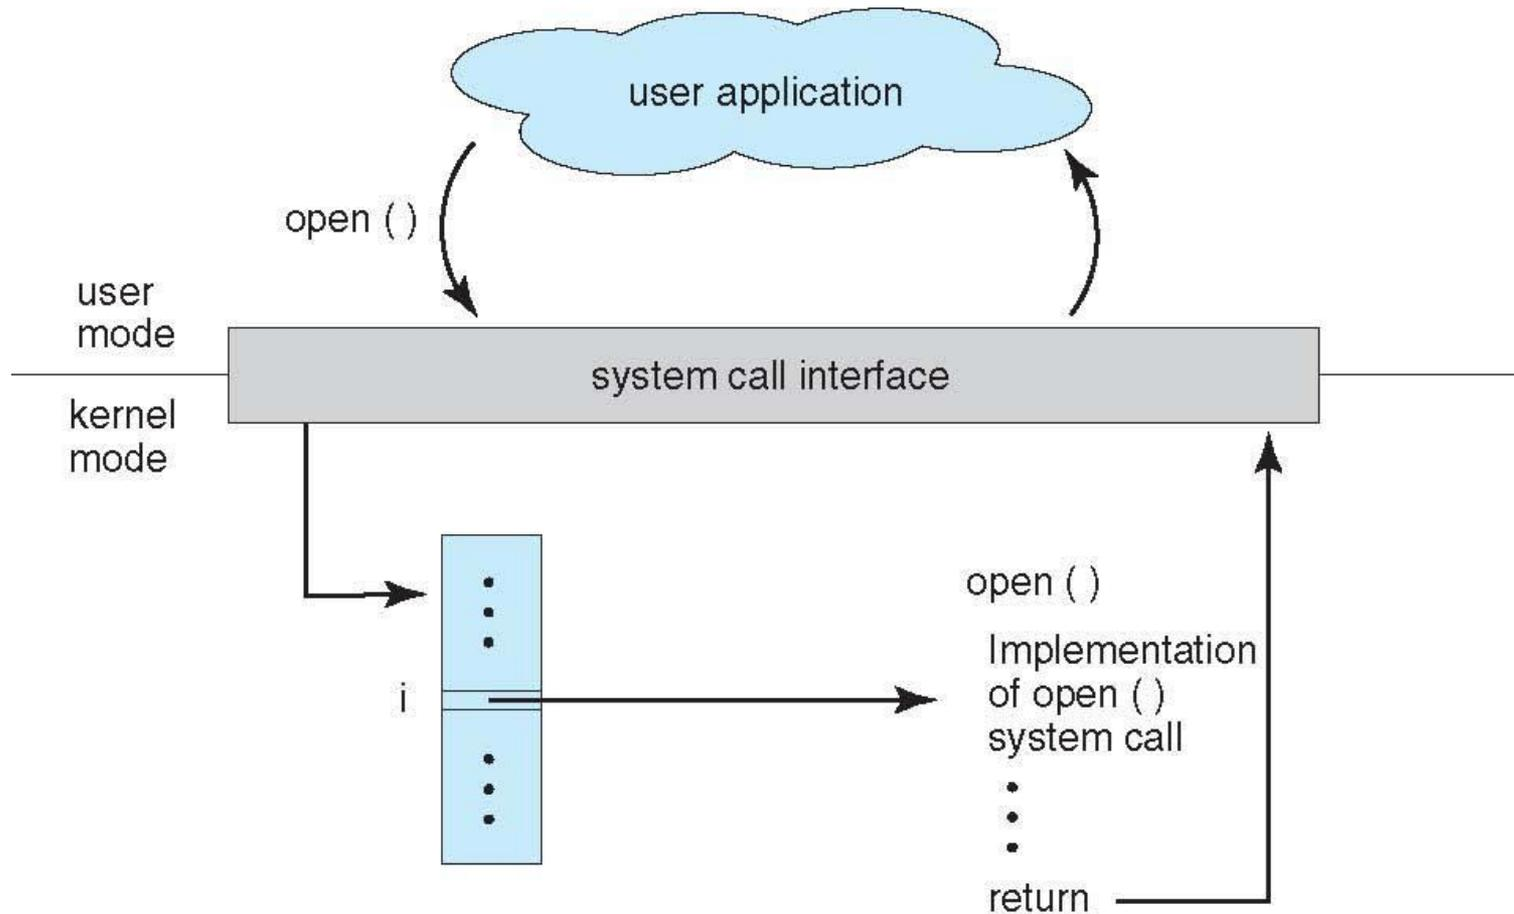 user application
open ( )
user
mode
system call interface
kernel
mode
open ( )
Implementation
of open ( )
system call
i
return